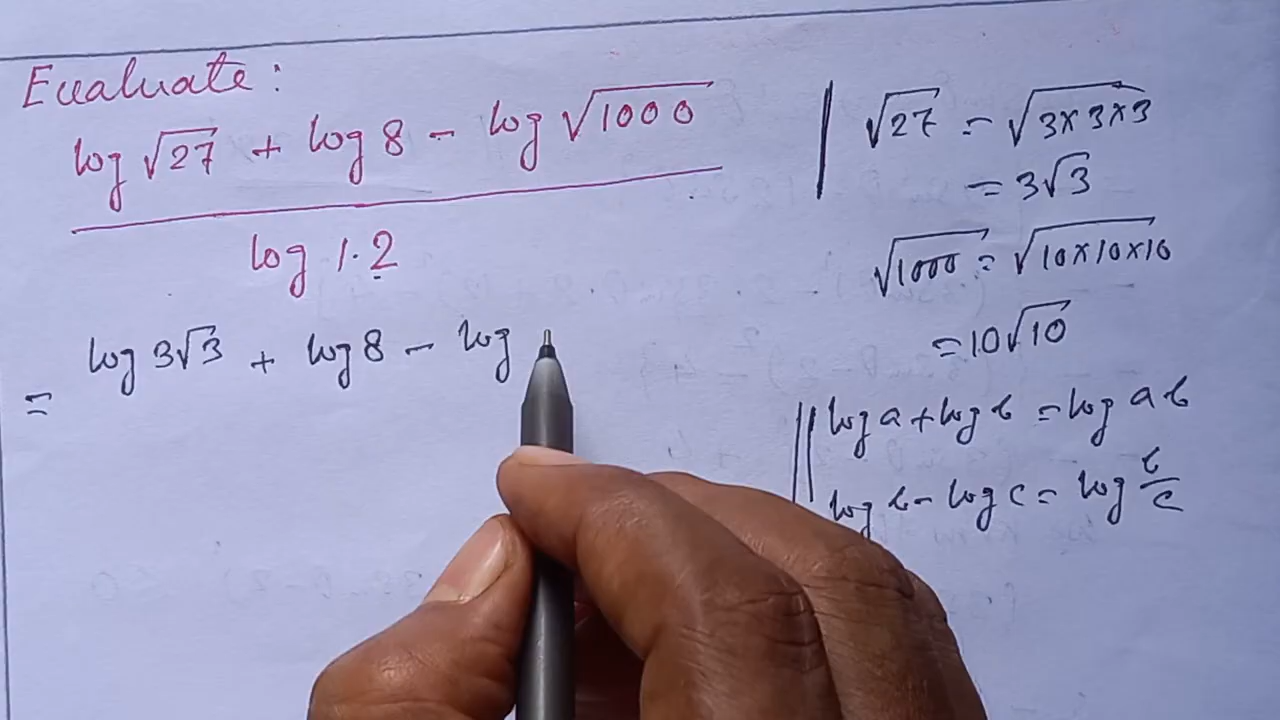 Evaluate:
log √27 + log 8 - log √1000
log 1.2
= log 3√3 + log 8 - log
√27 = √3×3×3
= 3√3
√1000 = √10×10×10
= 10√10
log a + log b = log ab
log b - log c = log b/c